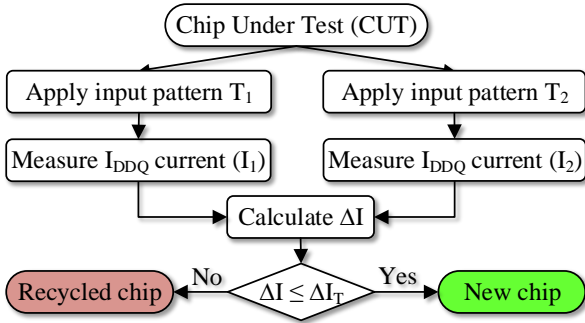 Chip Under Test (CUT)
Apply input pattern T₁
Apply input pattern T₂
Measure I_DDQ current (I₁)
Measure I_DDQ current (I₂)
Calculate ΔI
No
Yes
Recycled chip
ΔI ≤ ΔI_T
New chip